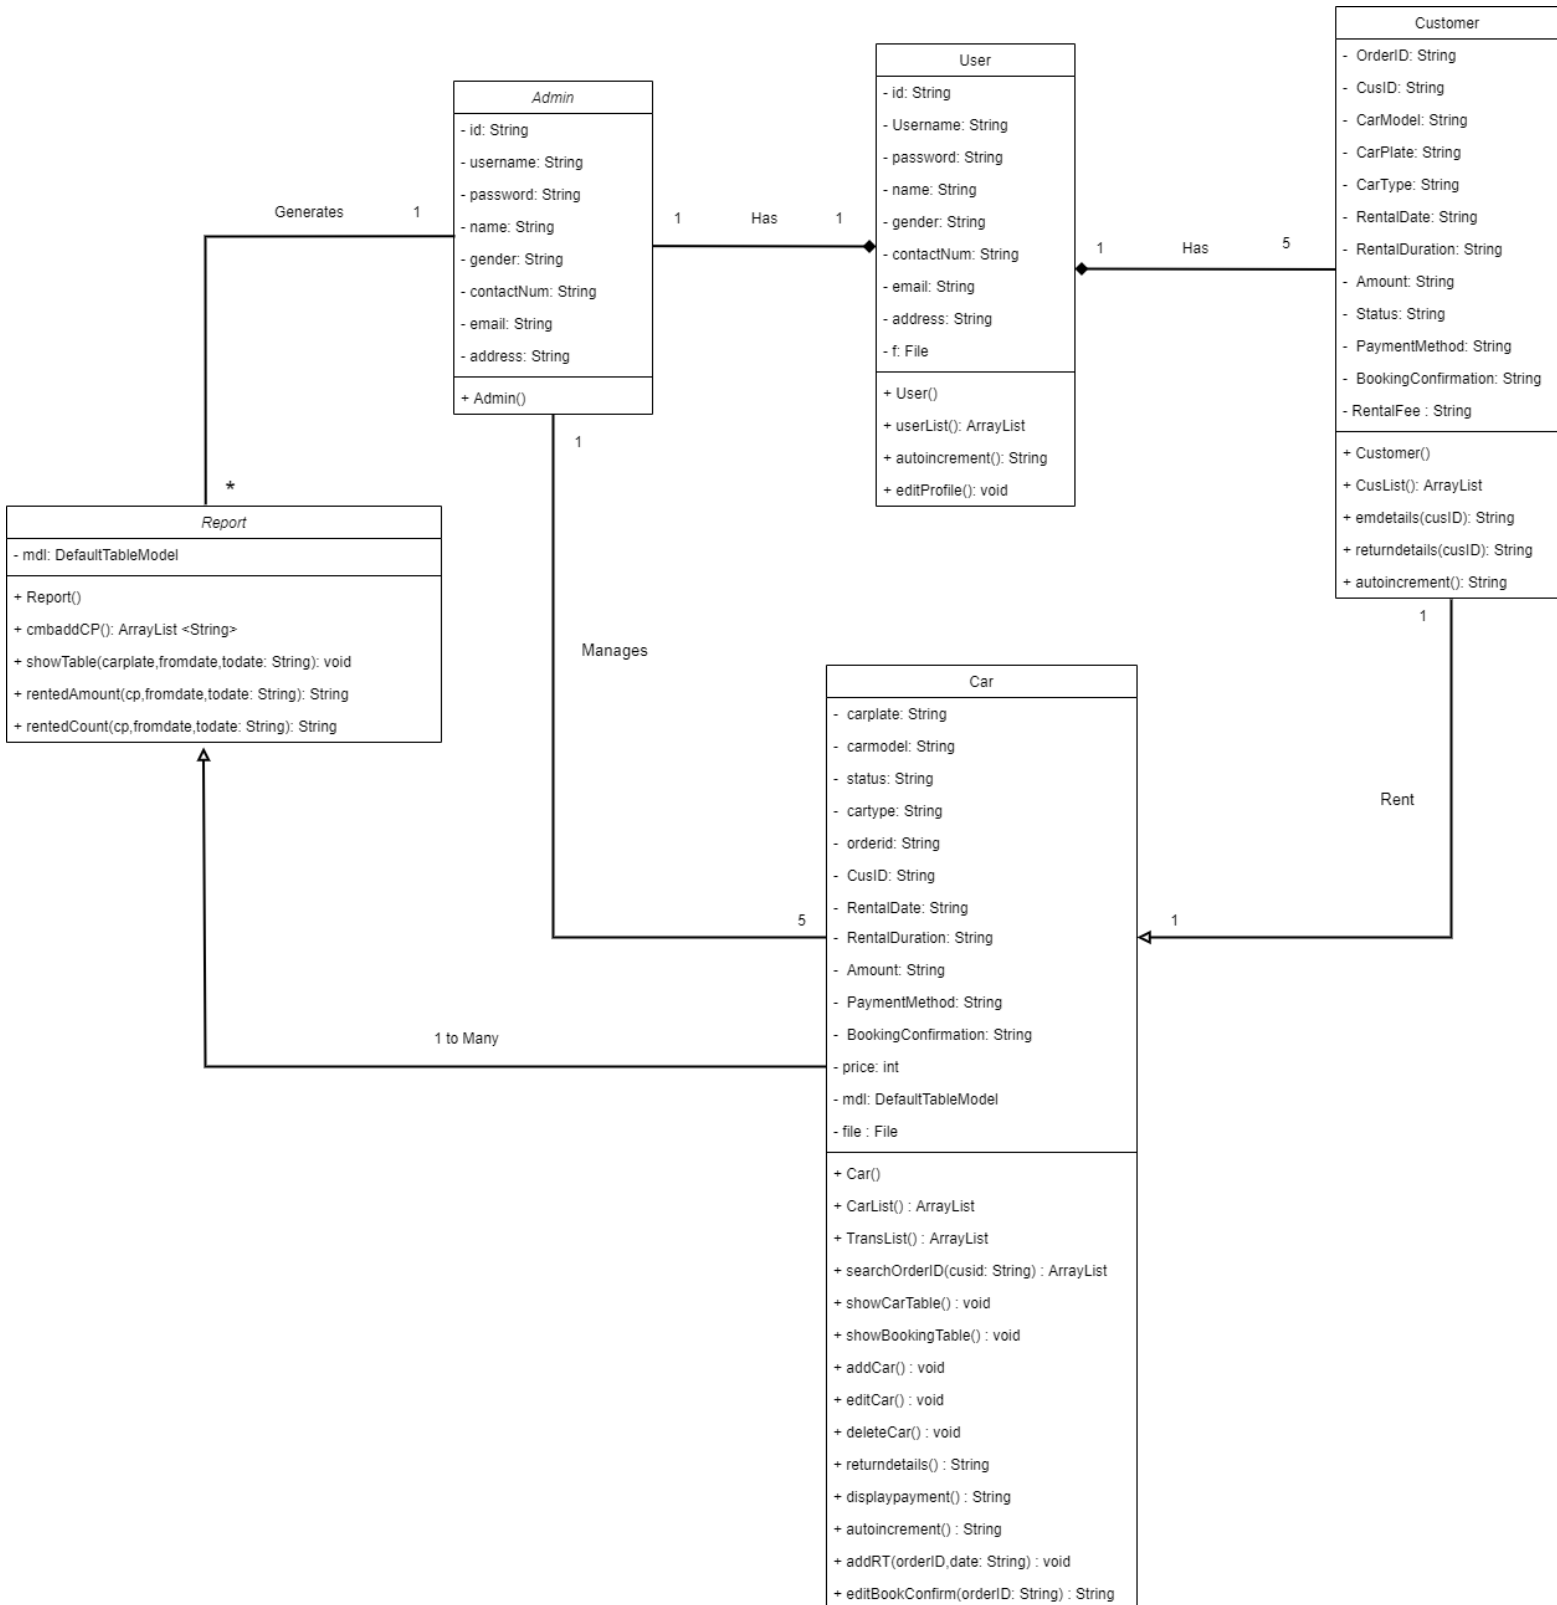 Customer
- OrderID: String
- CusID: String
- CarModel: String
- CarPlate: String
- CarType: String
- RentalDate: String
- RentalDuration: String
- Amount: String
- Status: String
- PaymentMethod: String
- BookingConfirmation: String
- RentalFee : String
+ Customer()
+ CusList(): ArrayList
+ emdetails(cusID): String
+ returndetails(cusID): String
+ autoincrement(): String
User
- id: String
- Username: String
- password: String
- name: String
- gender: String
- contactNum: String
- email: String
- address: String
- f: File
+ User()
+ userList(): ArrayList
+ autoincrement(): String
+ editProfile(): void
Admin
- id: String
- username: String
- password: String
- name: String
- gender: String
- contactNum: String
- email: String
- address: String
+ Admin()
Generates 1
*
1 Has 1
1 Has 5
1
Manages
5
1
Rent
1
1 to Many
Report
- mdl: DefaultTableModel
+ Report()
+ cmbaddCP(): ArrayList <String>
+ showTable(carplate,fromdate,todate: String): void
+ rentedAmount(cp,fromdate,todate: String): String
+ rentedCount(cp,fromdate,todate: String): String
Car
- carplate: String
- carmodel: String
- status: String
- cartype: String
- orderid: String
- CusID: String
- RentalDate: String
- RentalDuration: String
- Amount: String
- PaymentMethod: String
- BookingConfirmation: String
- price: int
- mdl: DefaultTableModel
- file : File
+ Car()
+ CarList() : ArrayList
+ TransList() : ArrayList
+ searchOrderID(cusid: String) : ArrayList
+ showCarTable() : void
+ showBookingTable() : void
+ addCar() : void
+ editCar() : void
+ deleteCar() : void
+ returndetails() : String
+ displaypayment() : String
+ autoincrement() : String
+ addRT(orderID,date: String) : void
+ editBookConfirm(orderID: String) : String